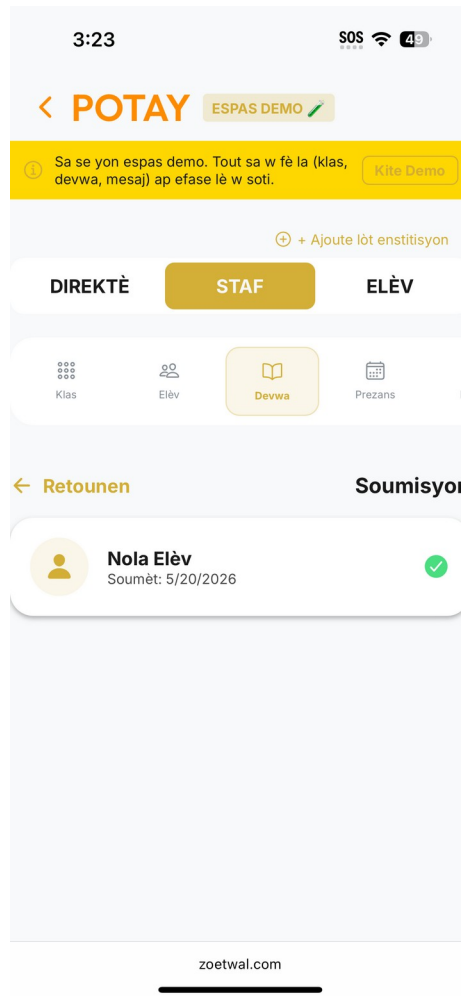 3:23
SOS
49
POTAY
ESPAS DEMO
Sa se yon espas demo. Tout sa w fè la (klas,
devwa, mesaj) ap efase lè w soti.
Kite Demo
+ Ajoute lòt enstitisyon
DIREKTÈ
STAF
ELÈV
Klas
Elèv
Devwa
Prezans
Retounen
Soumisyon
Nola Elèv
Soumèt: 5/20/2026
zoetwal.com